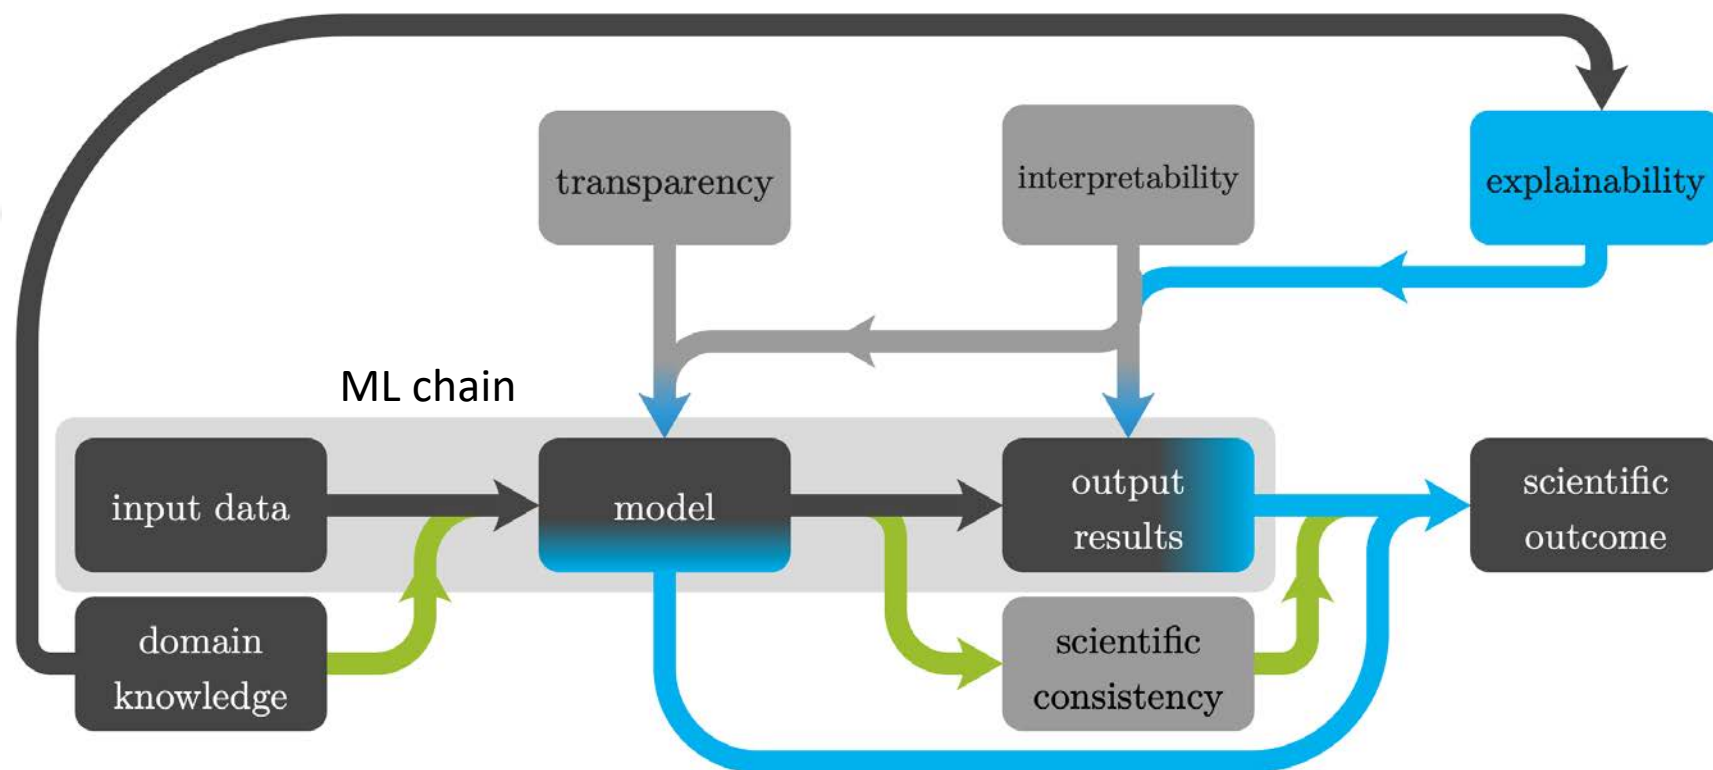 transparency
interpretability
explainability
ML chain
input data
model
output
results
scientific
outcome
domain
knowledge
scientific
consistency